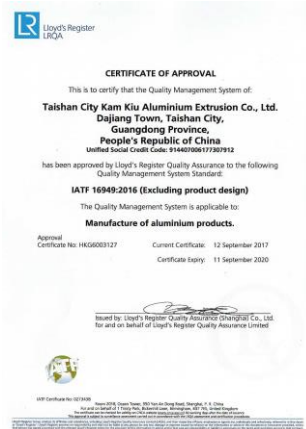 Lloyd's Register
LRQA
CERTIFICATE OF APPROVAL
This is to certify that the Quality Management System of:
Taishan City Kam Kiu Aluminium Extrusion Co., Ltd.
Dajiang Town, Taishan City,
Guangdong Province,
People's Republic of China
Unified Social Credit Code: 914407006177307912
has been approved by Lloyd's Register Quality Assurance to the following
Quality Management System Standard:
IATF 16949:2016 (Excluding product design)
The Quality Management System is applicable to:
Manufacture of aluminium products.
Approval
Certificate No: HKG6003127
Current Certificate: 12 September 2017
Certificate Expiry: 11 September 2020
Issued by: Lloyd's Register Quality Assurance (Shanghai) Co., Ltd.
for and on behalf of Lloyd's Register Quality Assurance Limited
IATF Certificate No: 0273438